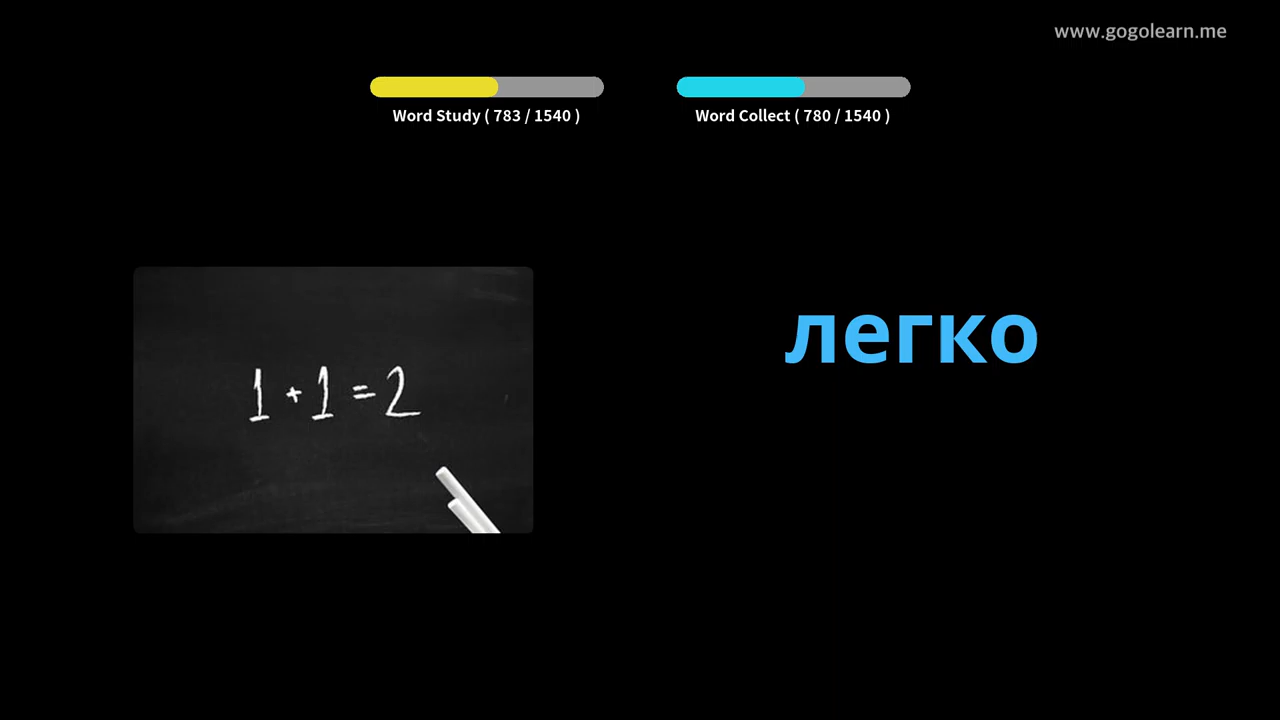 www.gogolearn.me
Word Study ( 783 / 1540 )
Word Collect ( 780 / 1540 )
1 + 1 = 2
легко